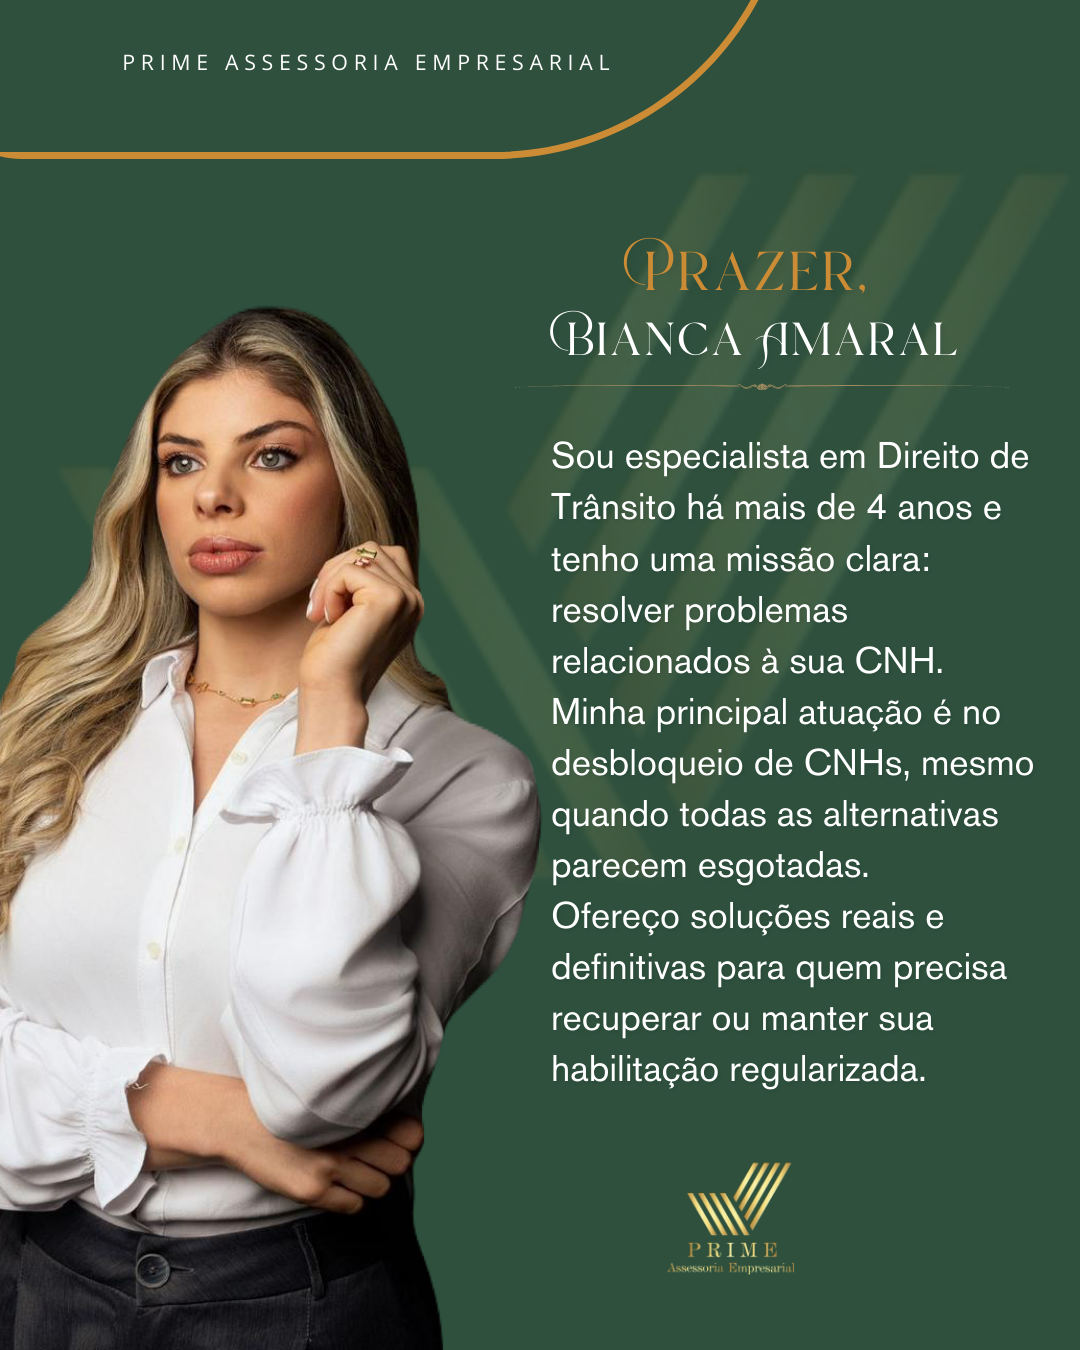 PRIME ASSESSORIA EMPRESARIAL
PRAZER,
BIANCA AMARAL
Sou especialista em Direito de
Trânsito há mais de 4 anos e
tenho uma missão clara:
resolver problemas
relacionados à sua CNH.
Minha principal atuação é no
desbloqueio de CNHs, mesmo
quando todas as alternativas
parecem esgotadas.
Ofereço soluções reais e
definitivas para quem precisa
recuperar ou manter sua
habilitação regularizada.
PRIME
Assessoria Empresarial